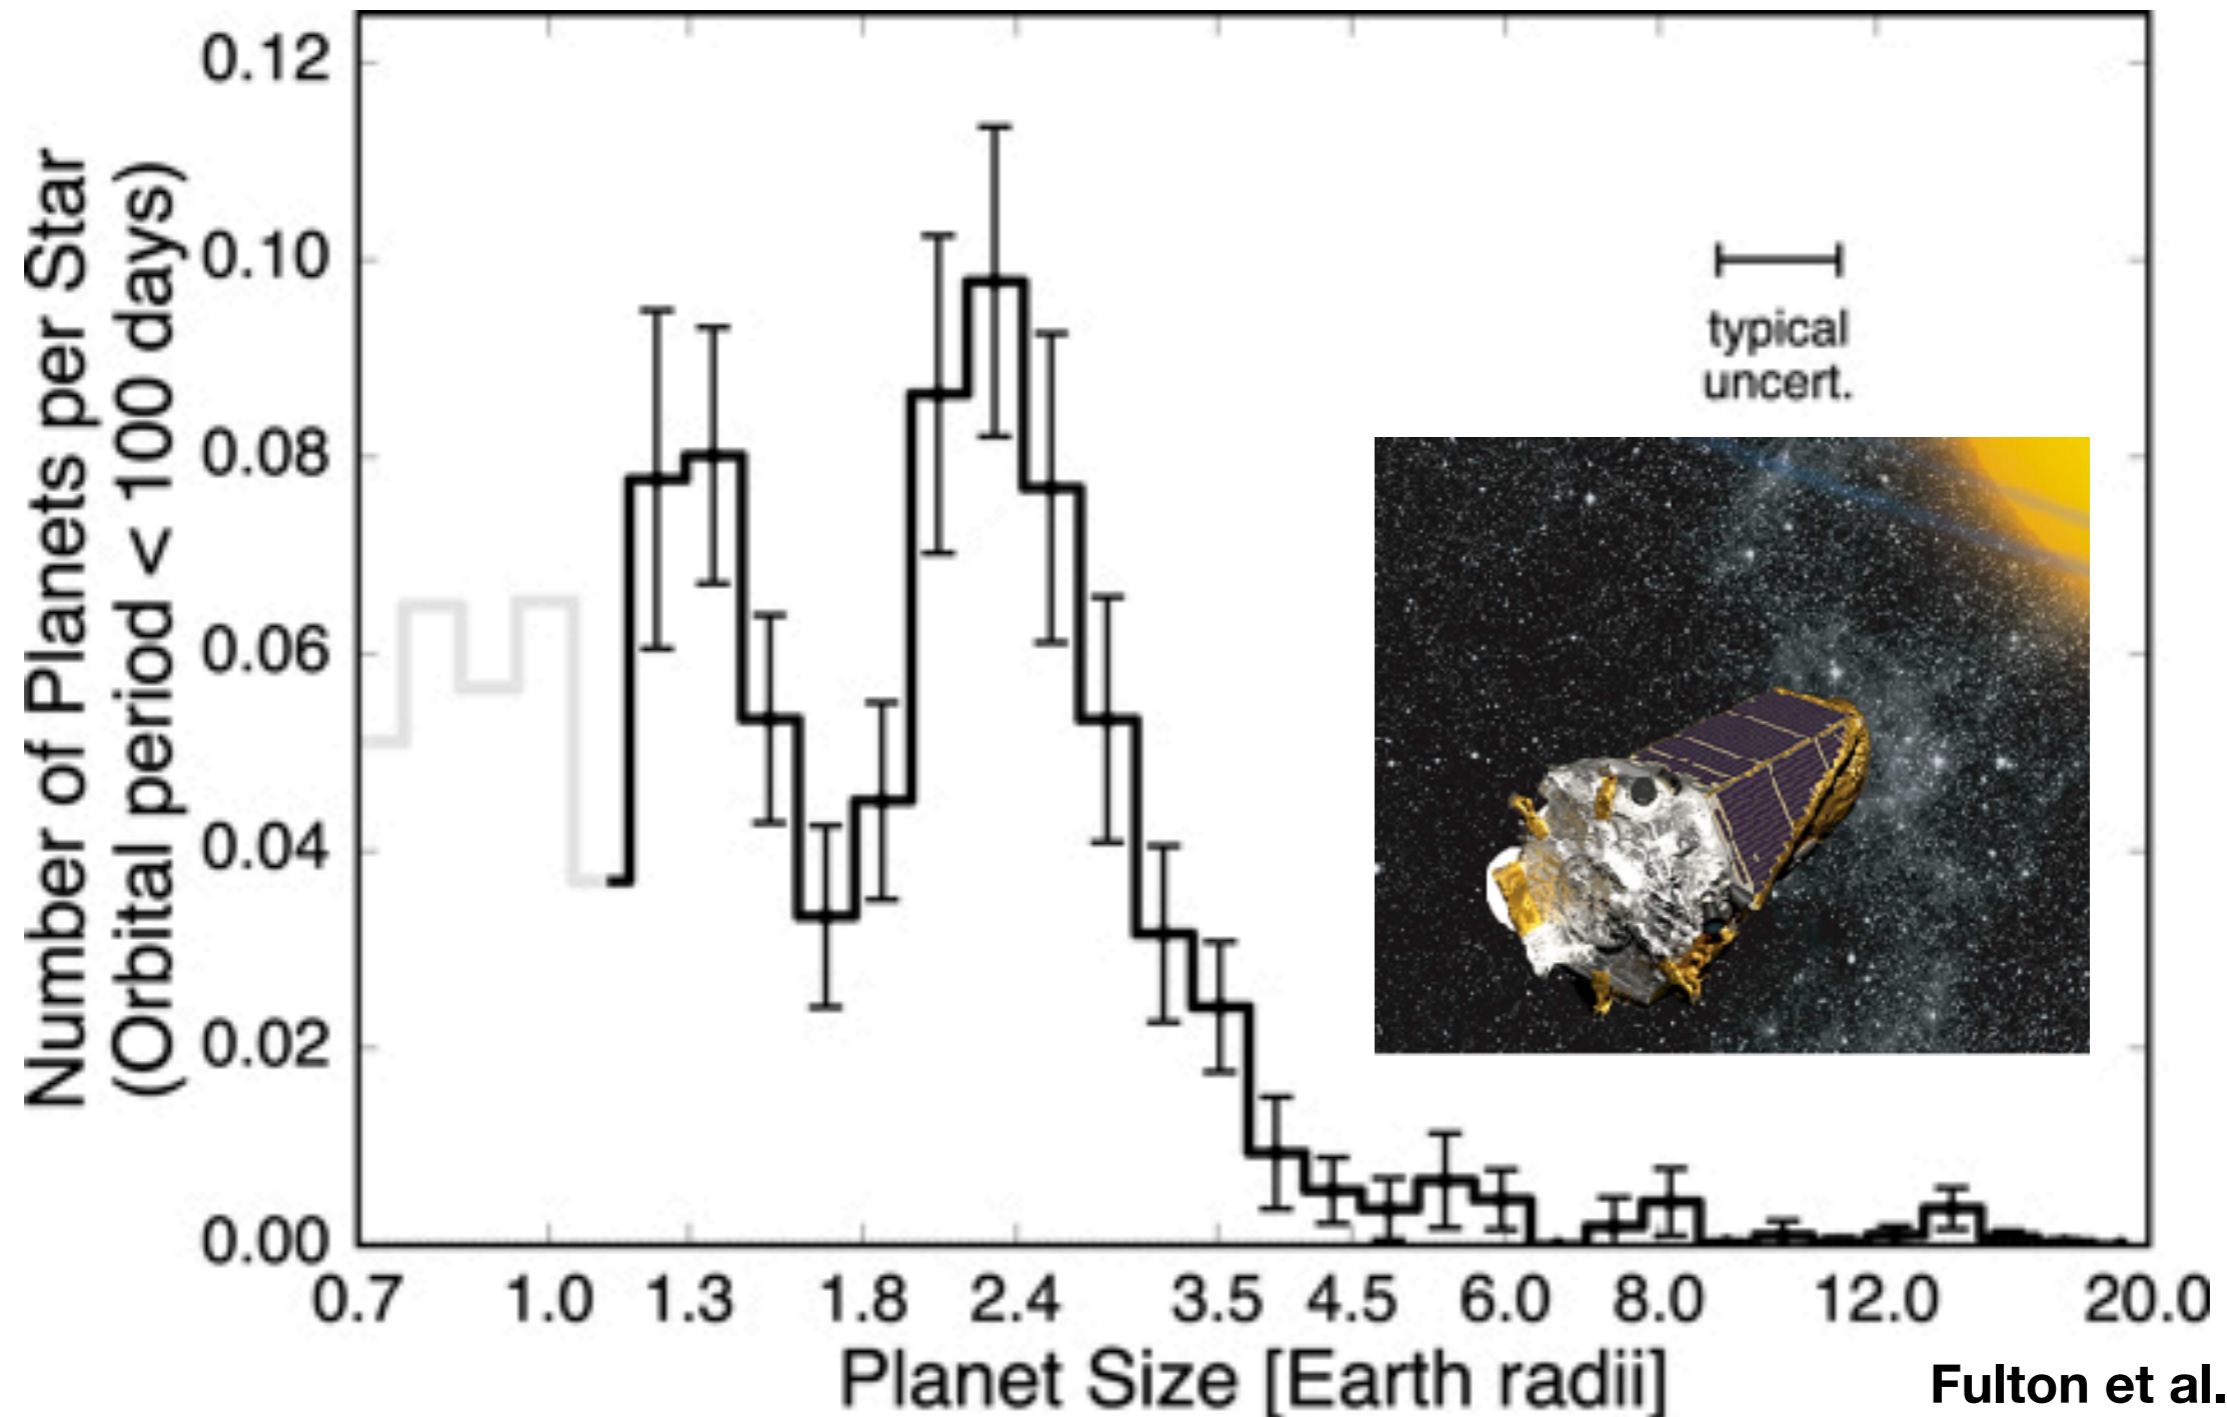 Number of Planets per Star
(Orbital period < 100 days)
0.12
0.10
0.08
0.06
0.04
0.02
0.00
typical
uncert.
0.7 1.0 1.3 1.8 2.4 3.5 4.5 6.0 8.0 12.0 20.0
Planet Size [Earth radii]
Fulton et al.